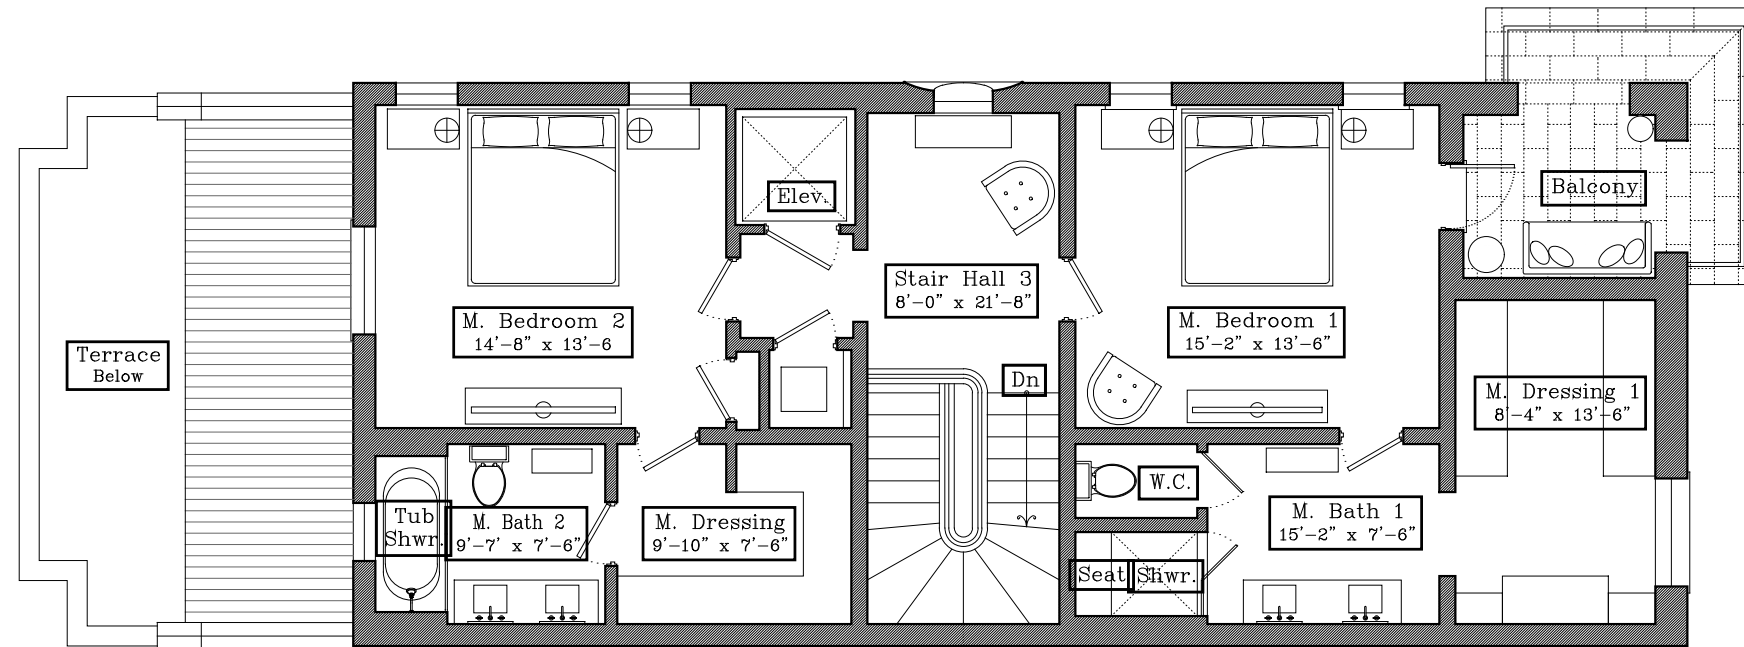 Elev.
Balcony
Stair Hall 3
8'-0" x 21'-8"
M. Bedroom 2
14'-8" x 13'-6
M. Bedroom 1
15'-2" x 13'-6"
Terrace
Below
Dn
M. Dressing 1
8'-4" x 13'-6"
W.C.
Tub
Shwr.
M. Bath 2
9'-7' x 7'-6"
M. Dressing
9'-10" x 7'-6"
M. Bath 1
15'-2" x 7'-6"
Seat
Shwr.